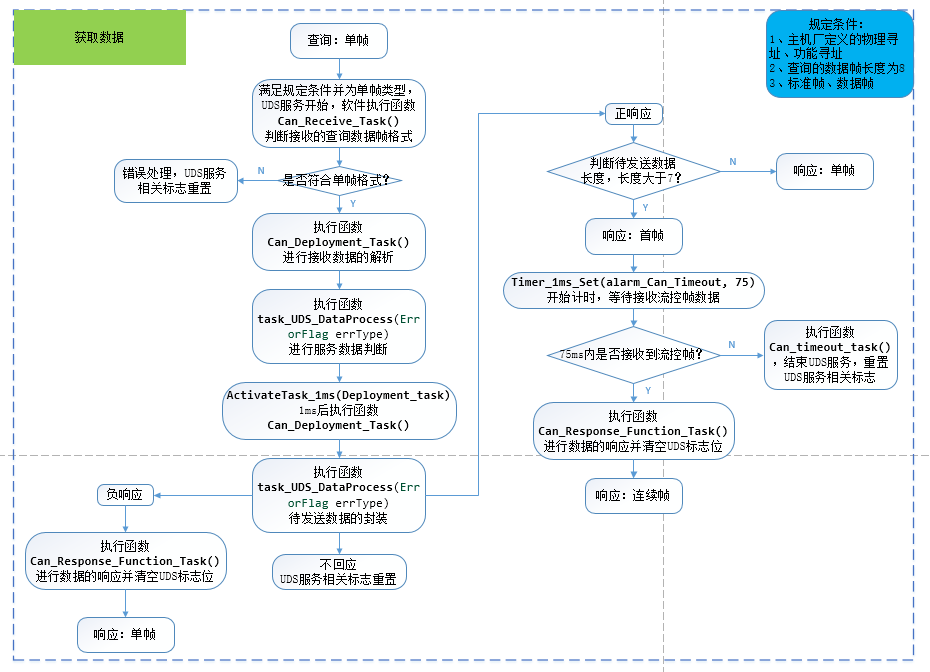 获取数据
规定条件:
1、主机厂定义的物理寻
址、功能寻址
2、查询的数据帧长度为8
3、标准帧、数据帧
查询: 单帧
满足规定条件并为单帧类型,
UDS服务开始, 软件执行函数
Can_Receive_Task()
判断接收的查询数据帧格式
是否符合单帧格式?
N
错误处理, UDS服务
相关标志重置
Y
执行函数
Can_Deployment_Task()
进行接收数据的解析
执行函数
task_UDS_DataProcess(Err
orFlag errType)
进行服务数据判断
ActivateTask_1ms(Deployment_task)
1ms后执行函数
Can_Deployment_Task()
执行函数
task_UDS_DataProcess(Err
orFlag errType)
待发送数据的封装
负响应
执行函数
Can_Response_Function_Task()
进行数据的响应并清空UDS标志位
响应: 单帧
不回应
UDS服务相关标志重置
正响应
判断待发送数据
长度, 长度大于7?
N
响应: 单帧
Y
响应: 首帧
Timer_1ms_Set(alarm_Can_Timeout, 75)
开始计时, 等待接收流控帧数据
75ms内是否接收到流控帧?
N
执行函数
Can_timeout_task()
, 结束UDS服务, 重置
UDS服务相关标志
Y
执行函数
Can_Response_Function_Task()
进行数据的响应并清空UDS标志位
响应: 连续帧